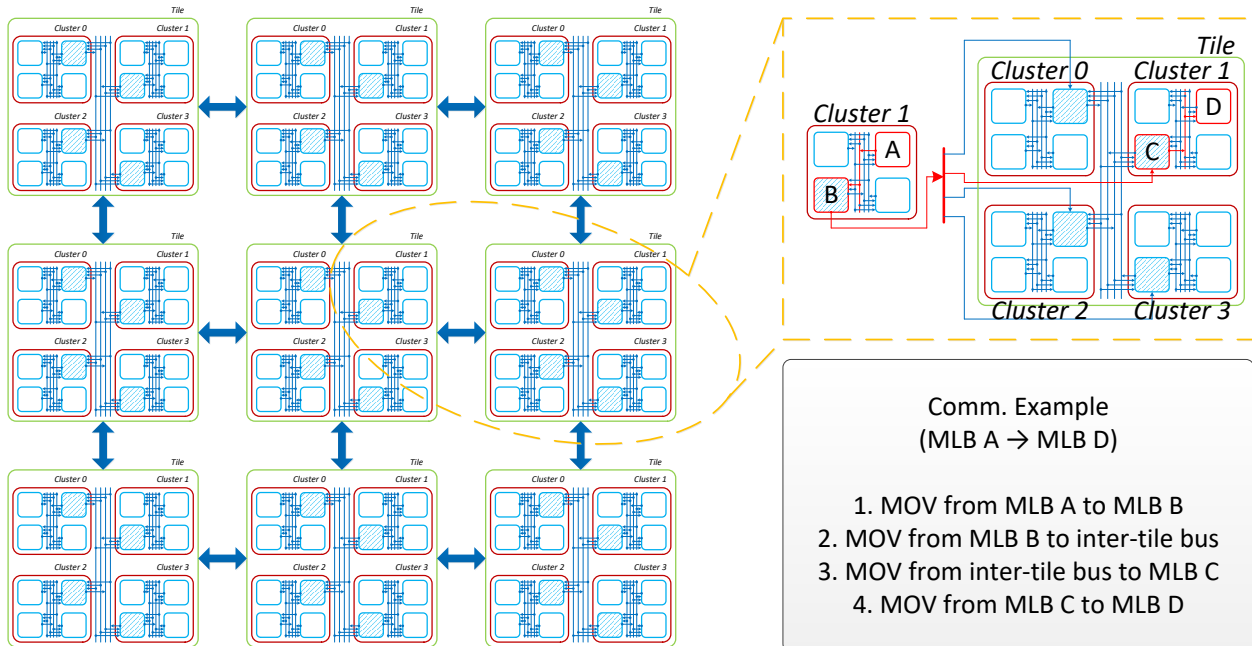 Tile
Cluster 0
Cluster 1
Cluster 2
Cluster 3
Tile
Cluster 0
Cluster 1
Cluster 2
Cluster 3
Tile
Cluster 0
Cluster 1
Cluster 2
Cluster 3
Tile
Cluster 0
Cluster 1
Cluster 2
Cluster 3
Tile
Cluster 0
Cluster 1
Cluster 2
Cluster 3
Tile
Cluster 0
Cluster 1
Cluster 2
Cluster 3
Tile
Cluster 0
Cluster 1
Cluster 2
Cluster 3
Tile
Cluster 0
Cluster 1
Cluster 2
Cluster 3
Tile
Cluster 0
Cluster 1
Cluster 2
Cluster 3
Cluster 1
A
B
Tile
Cluster 0
Cluster 1
D
C
Cluster 2
Cluster 3
Comm. Example
(MLB A → MLB D)
1. MOV from MLB A to MLB B
2. MOV from MLB B to inter-tile bus
3. MOV from inter-tile bus to MLB C
4. MOV from MLB C to MLB D